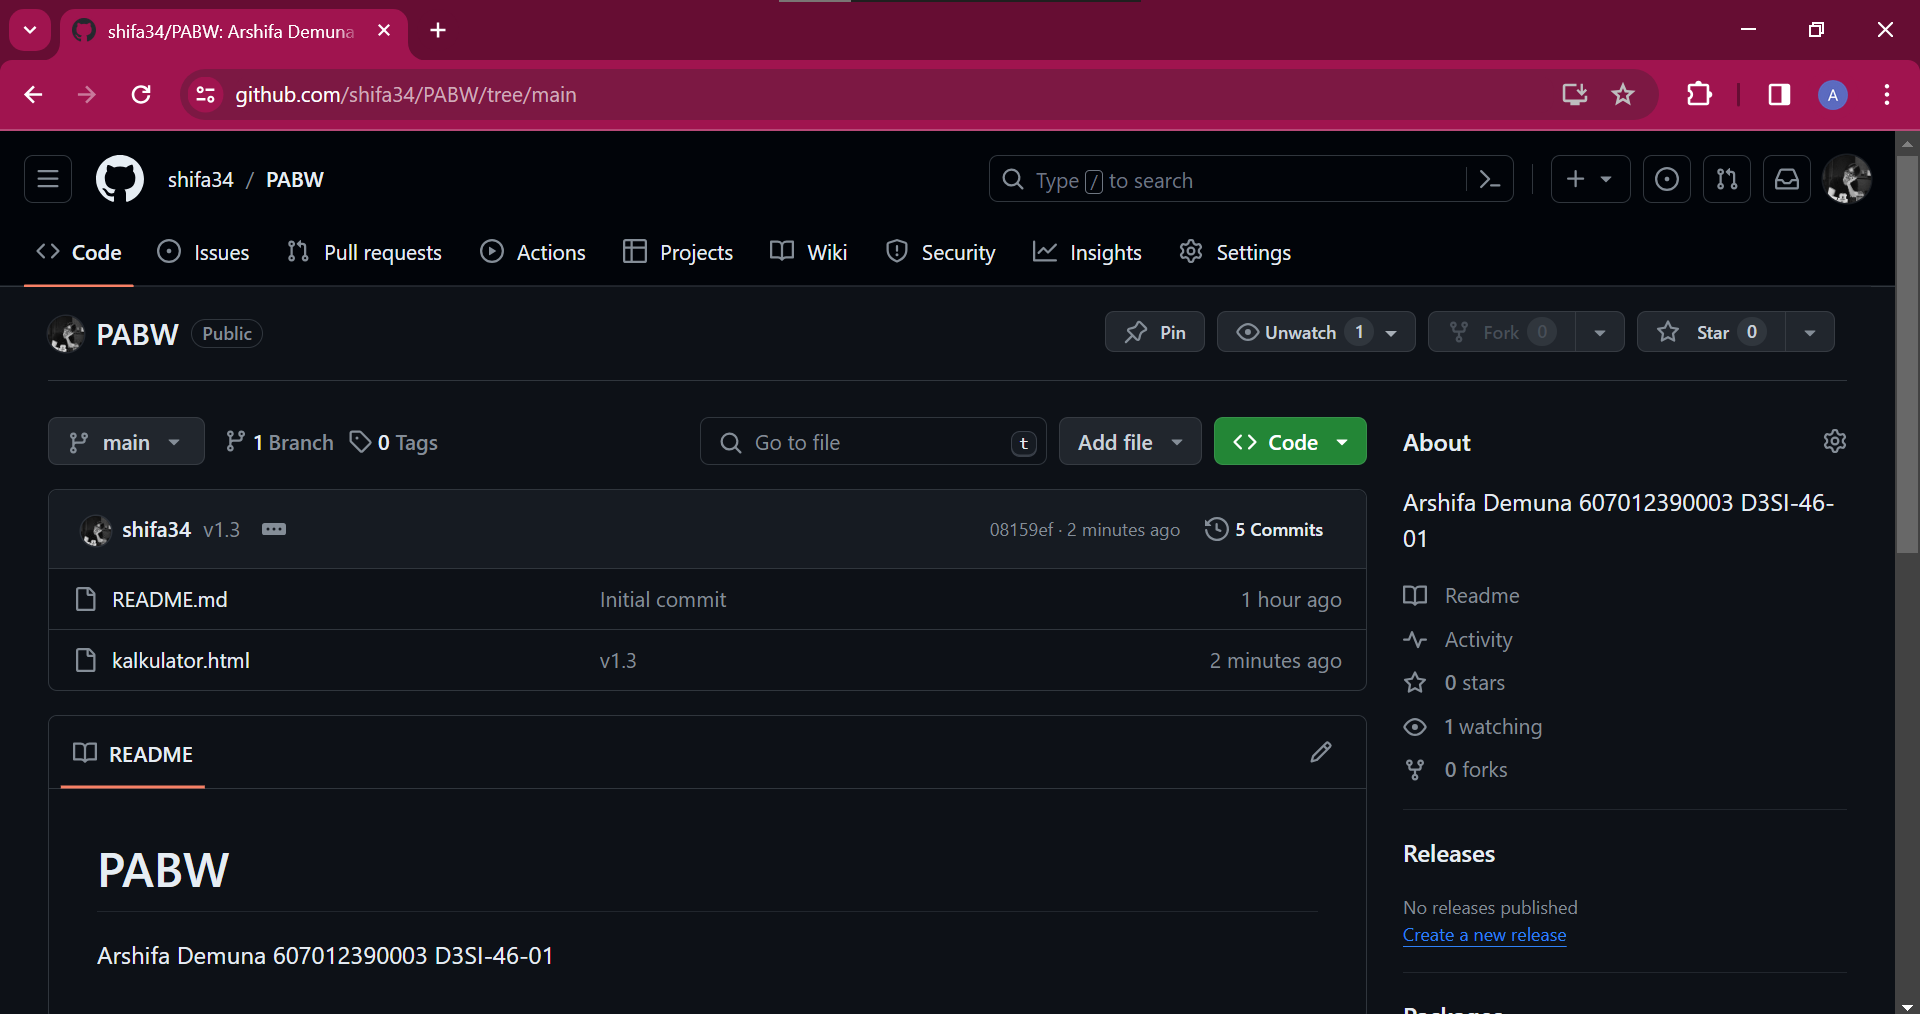 shifa34/PABW: Arshifa Demuna
github.com/shifa34/PABW/tree/main
A
shifa34 / PABW
Type / to search
Code Issues Pull requests Actions Projects Wiki Security Insights Settings
PABW Public
Pin Unwatch 1 Fork 0 Star 0
main 1 Branch 0 Tags Go to file t Add file Code
About
Arshifa Demuna 607012390003 D3SI-46-
01
shifa34 v1.3 08159ef · 2 minutes ago 5 Commits
README.md Initial commit 1 hour ago
kalkulator.html v1.3 2 minutes ago
Readme
Activity
0 stars
1 watching
0 forks
README
PABW
Arshifa Demuna 607012390003 D3SI-46-01
Releases
No releases published
Create a new release